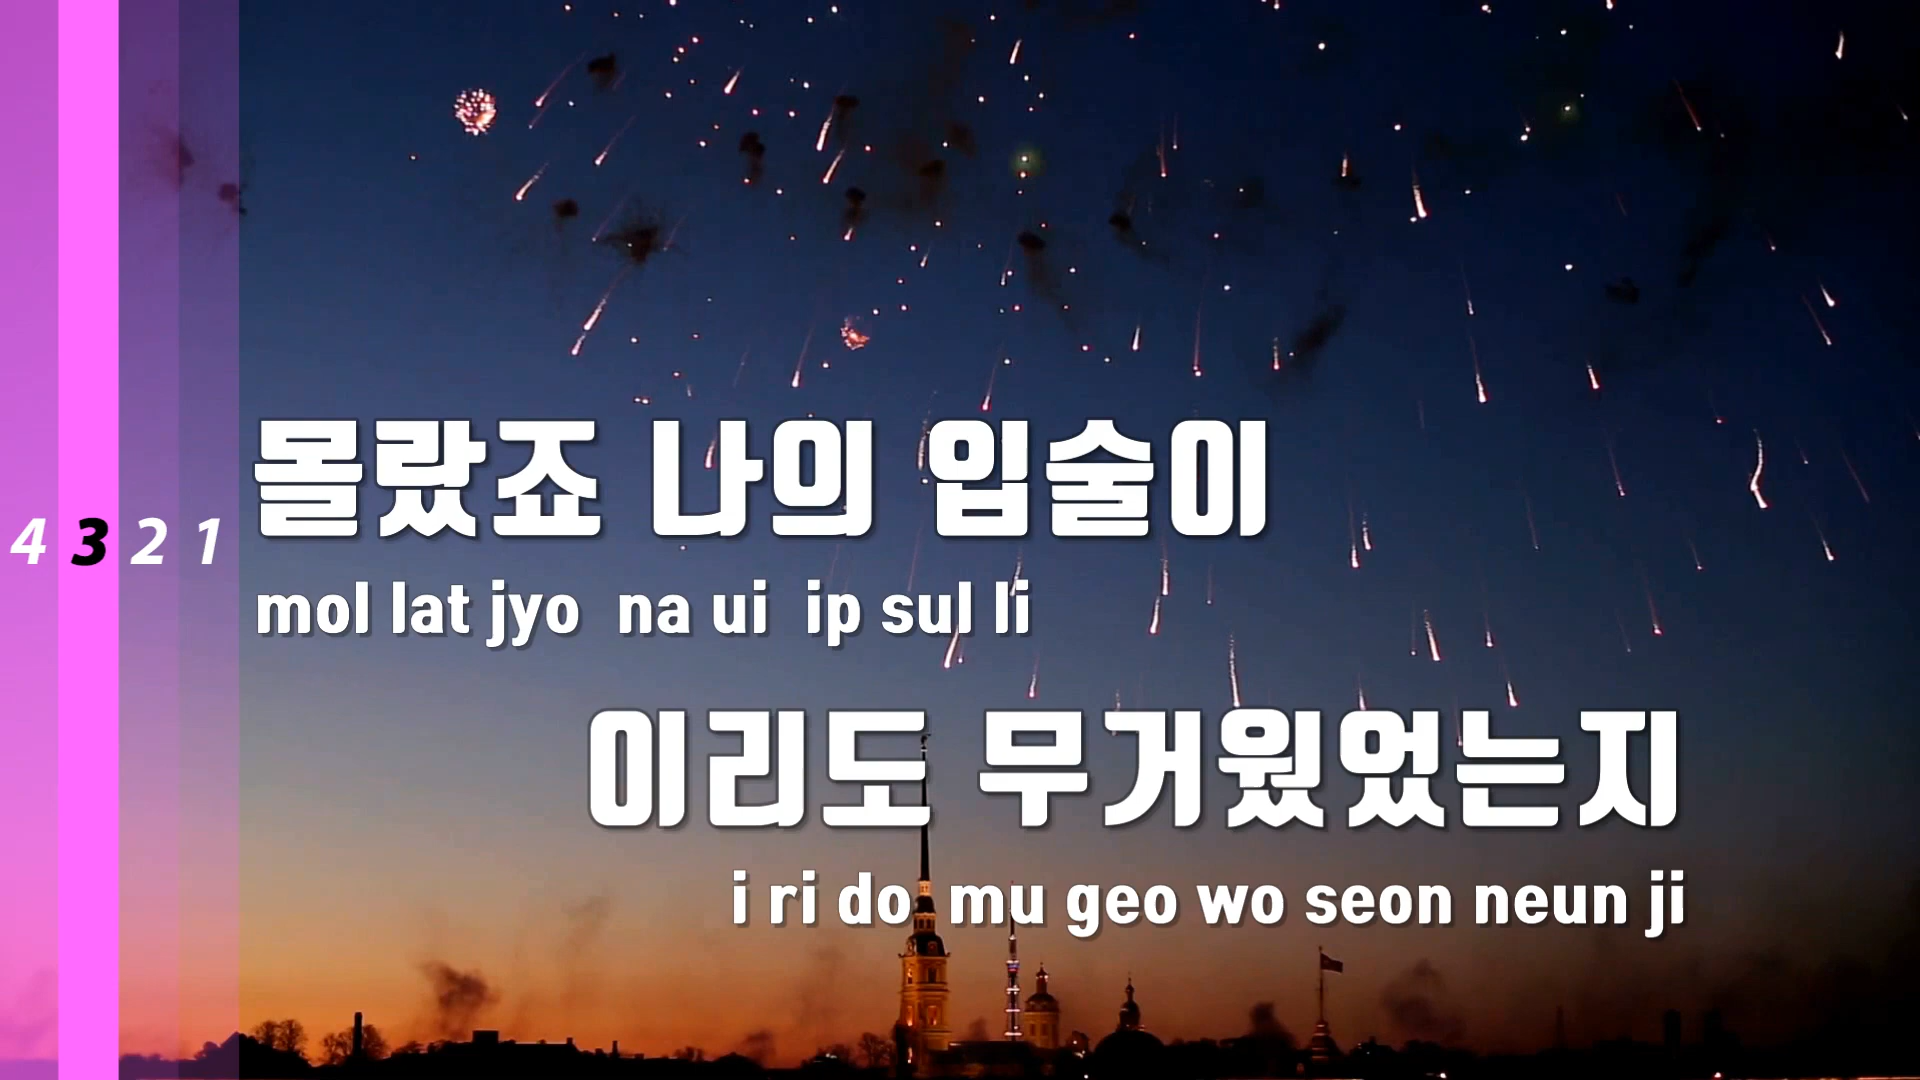 4 3 2 1
몰랐죠 나의 입술이
mol lat jyo na ui ip sul li
이리도 무거웠었는지
i ri do mu geo wo seon neun ji